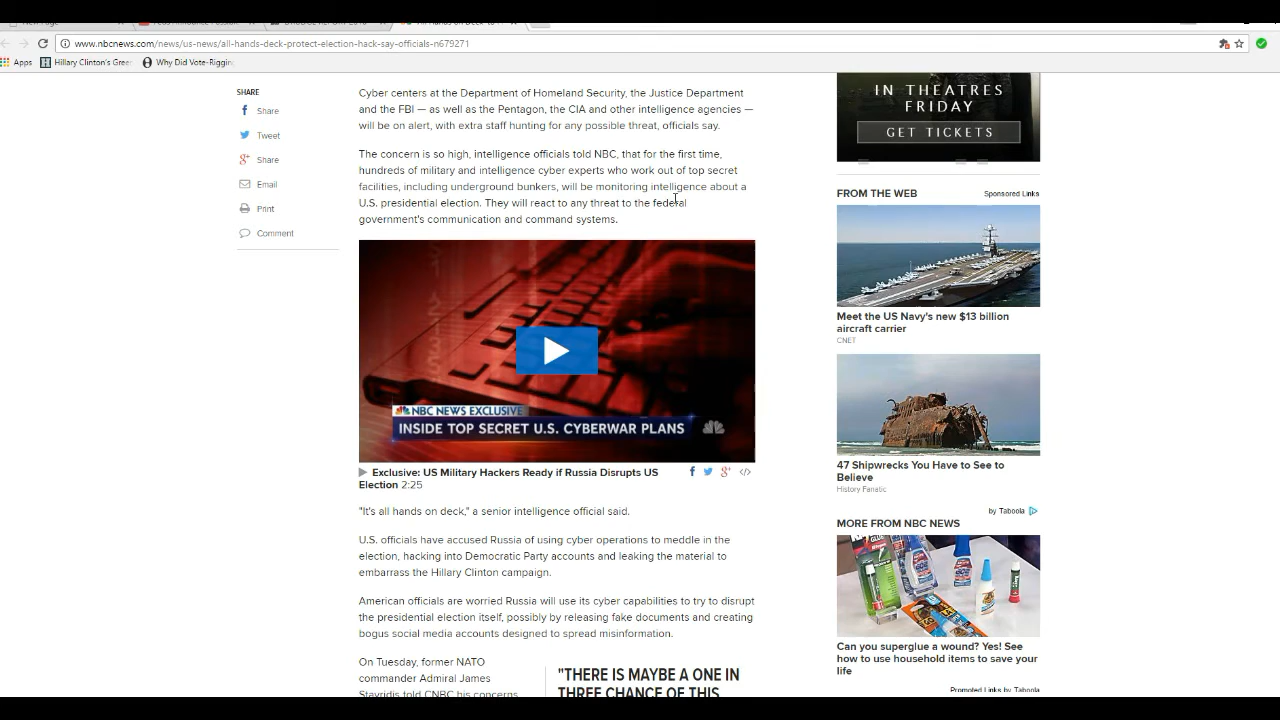 www.nbcnews.com/news/us-news/all-hands-deck-protect-election-hack-say-officials-n679271
Apps
Hillary Clinton's Gree
Why Did Vote-Riggin
SHARE
Share
Tweet
Share
Email
Print
Comment
Cyber centers at the Department of Homeland Security, the Justice Department
and the FBI — as well as the Pentagon, the CIA and other intelligence agencies —
will be on alert, with extra staff hunting for any possible threat, officials say.
The concern is so high, intelligence officials told NBC, that for the first time,
hundreds of military and intelligence cyber experts who work out of top secret
facilities, including underground bunkers, will be monitoring intelligence about a
U.S. presidential election. They will react to any threat to the federal
government's communication and command systems.
NBC NEWS EXCLUSIVE
INSIDE TOP SECRET U.S. CYBERWAR PLANS
Exclusive: US Military Hackers Ready if Russia Disrupts US
Election 2:25
"It's all hands on deck," a senior intelligence official said.
U.S. officials have accused Russia of using cyber operations to meddle in the
election, hacking into Democratic Party accounts and leaking the material to
embarrass the Hillary Clinton campaign.
American officials are worried Russia will use its cyber capabilities to try to disrupt
the presidential election itself, possibly by releasing fake documents and creating
bogus social media accounts designed to spread misinformation.
On Tuesday, former NATO
commander Admiral James
Stavridis told CNBC his concerns
"THERE IS MAYBE A ONE IN
THREE CHANCE OF THIS
IN THEATRES
FRIDAY
GET TICKETS
FROM THE WEB
Sponsored Links
Meet the US Navy's new $13 billion
aircraft carrier
CNET
47 Shipwrecks You Have to See to
Believe
History Fanatic
by Taboola
MORE FROM NBC NEWS
Can you superglue a wound? Yes! See
how to use household items to save your
life
Promoted Links by Taboola